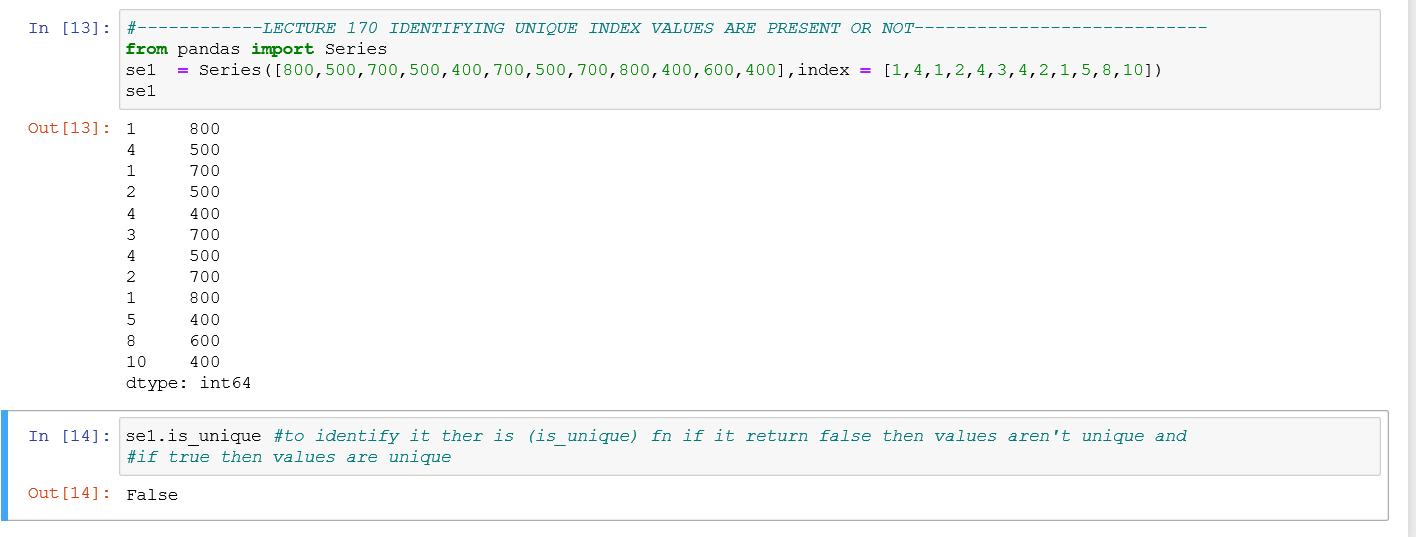 In [13]: #------------LECTURE 170 IDENTIFYING UNIQUE INDEX VALUES ARE PRESENT OR NOT----------------------------
from pandas import Series
se1  = Series([800,500,700,500,400,700,500,700,800,400,600,400],index = [1,4,1,2,4,3,4,2,1,5,8,10])
se1
Out[13]: 1     800
4     500
1     700
2     500
4     400
3     700
4     500
2     700
1     800
5     400
8     600
10    400
dtype: int64
In [14]: se1.is_unique #to identify it ther is (is_unique) fn if it return false then values aren't unique and
#if true then values are unique
Out[14]: False